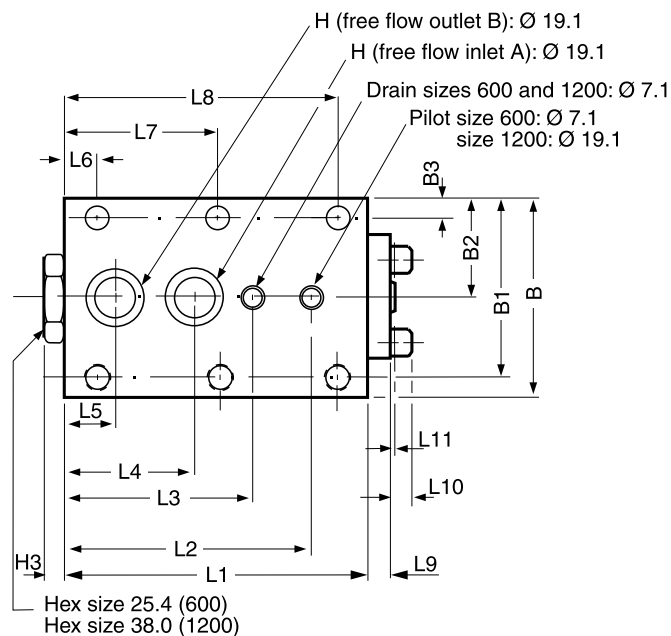 H (free flow outlet B): Ø 19.1
H (free flow inlet A): Ø 19.1
Drain sizes 600 and 1200: Ø 7.1
Pilot size 600: Ø 7.1
size 1200: Ø 19.1
L8
L7
L6
B3
B2
B1
B
L5
L4
L3
L2
L1
L11
L10
L9
H3
Hex size 25.4 (600)
Hex size 38.0 (1200)